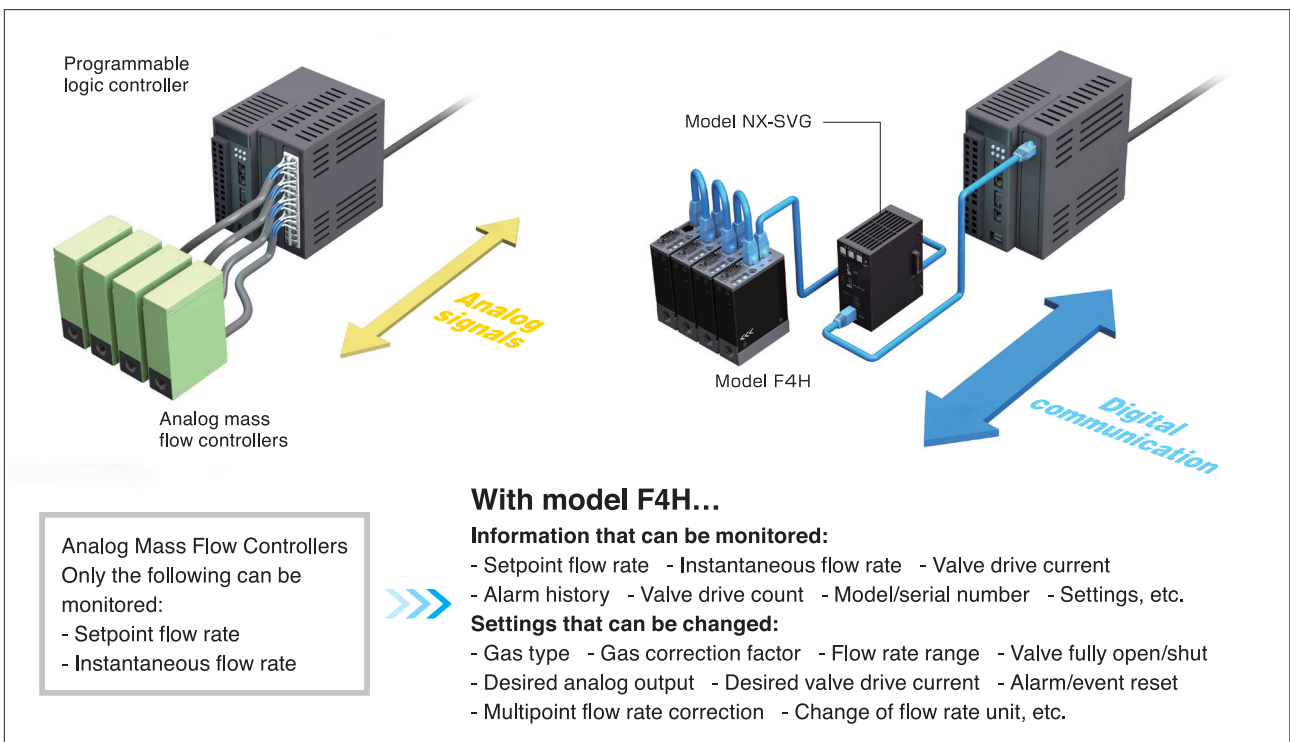 Programmable
logic controller
Analog
signals
Analog mass
flow controllers
Model NX-SVG
Model F4H
Digital
communication
Analog Mass Flow Controllers
Only the following can be
monitored:
- Setpoint flow rate
- Instantaneous flow rate
With model F4H...
Information that can be monitored:
- Setpoint flow rate - Instantaneous flow rate - Valve drive current
- Alarm history - Valve drive count - Model/serial number - Settings, etc.
Settings that can be changed:
- Gas type - Gas correction factor - Flow rate range - Valve fully open/shut
- Desired analog output - Desired valve drive current - Alarm/event reset
- Multipoint flow rate correction - Change of flow rate unit, etc.